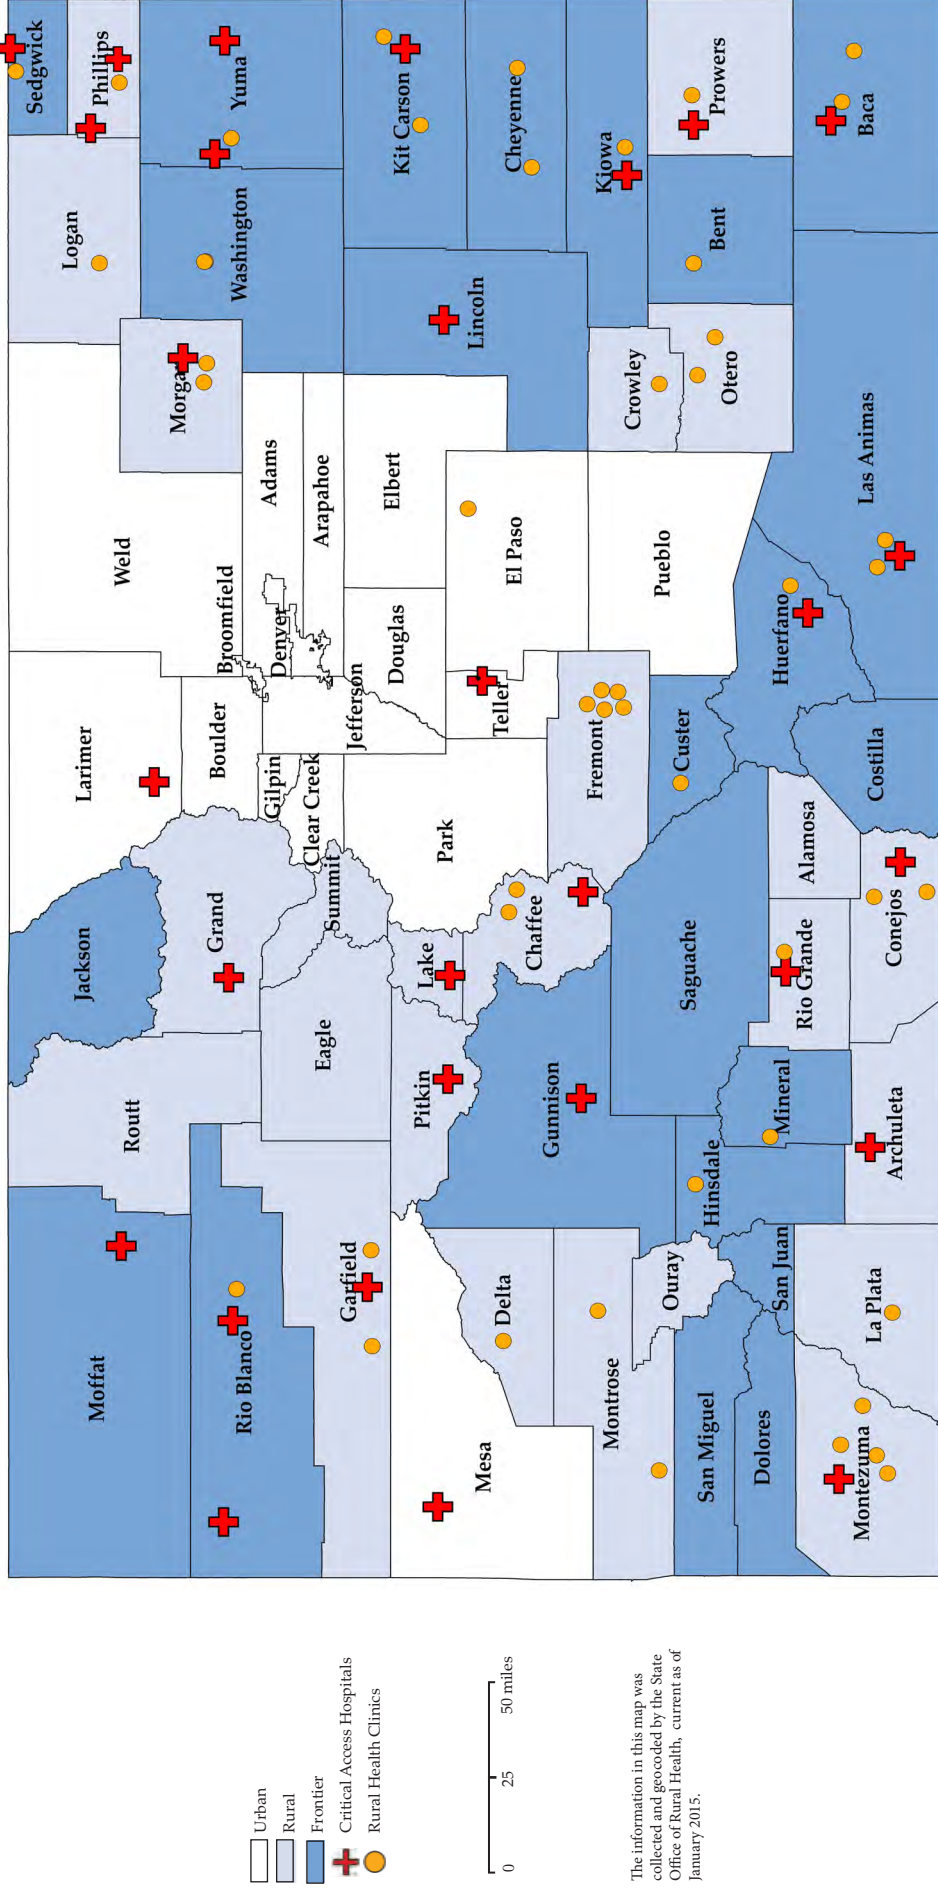 Moffat
Routt
Jackson
Larimer
Weld
Logan
Sedgwick
Phillips
Morgan
Rio Blanco
Grand
Boulder
Broomfield
Washington
Yuma
Garfield
Eagle
Summit
Gilpin
Clear Creek
Jefferson
Denver
Adams
Arapahoe
Mesa
Pitkin
Lake
Park
Douglas
Elbert
Lincoln
Kit Carson
Delta
Gunnison
Chaffee
Teller
El Paso
Cheyenne
Montrose
Fremont
Pueblo
Crowley
Kiowa
Ouray
Hinsdale
Saguache
Custer
Otero
Bent
Prowers
San Miguel
Dolores
San Juan
Mineral
Rio Grande
Alamosa
Huerfano
Las Animas
Baca
Montezuma
La Plata
Archuleta
Conejos
Costilla
Urban
Rural
Frontier
Critical Access Hospitals
Rural Health Clinics
0 25 50 miles
The information in this map was
collected and geocoded by the State
Office of Rural Health, current as of
January 2015.